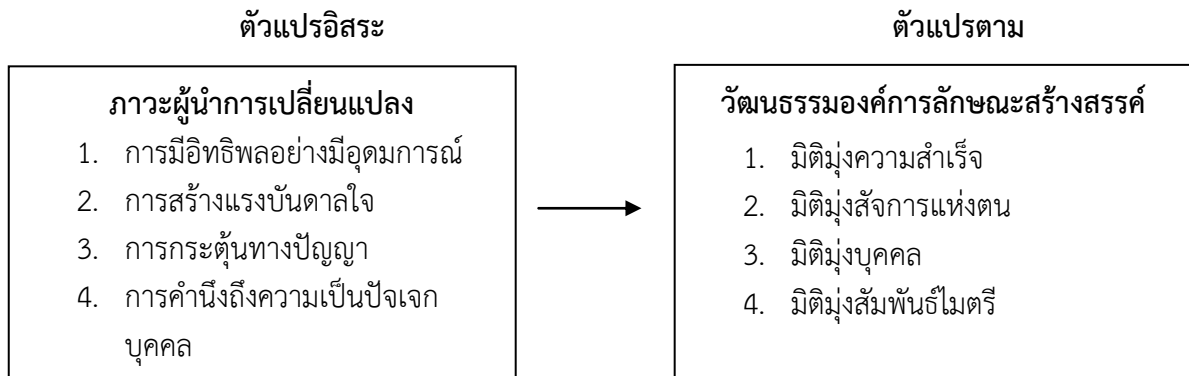 ตัวแปรอิสระ
ภาวะผู้นำการเปลี่ยนแปลง
1. การมีอิทธิพลอย่างมีอุดมการณ์
2. การสร้างแรงบันดาลใจ
3. การกระตุ้นทางปัญญา
4. การคำนึงถึงความเป็นปัจเจก
บุคคล
ตัวแปรตาม
วัฒนธรรมองค์การลักษณะสร้างสรรค์
1. มิติมุ่งความสำเร็จ
2. มิติมุ่งสัจการแห่งตน
3. มิติมุ่งบุคคล
4. มิติมุ่งสัมพันธ์ไมตรี